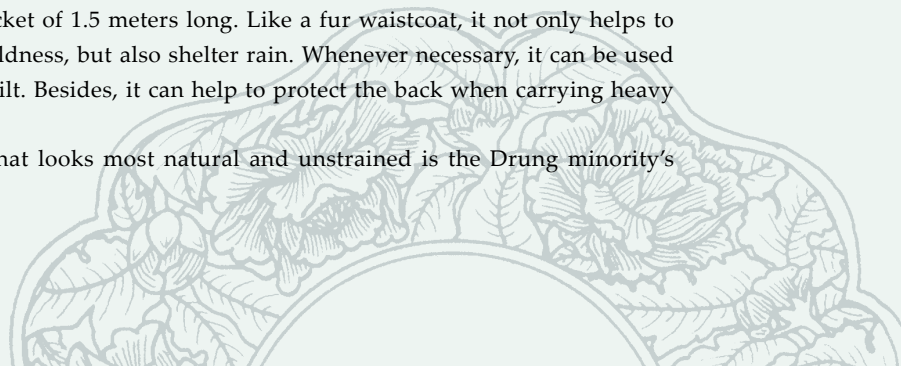 cket of 1.5 meters long. Like a fur waistcoat, it not only helps to
ldness, but also shelter rain. Whenever necessary, it can be used
ilt. Besides, it can help to protect the back when carrying heavy
hat looks most natural and unstrained is the Drung minority’s